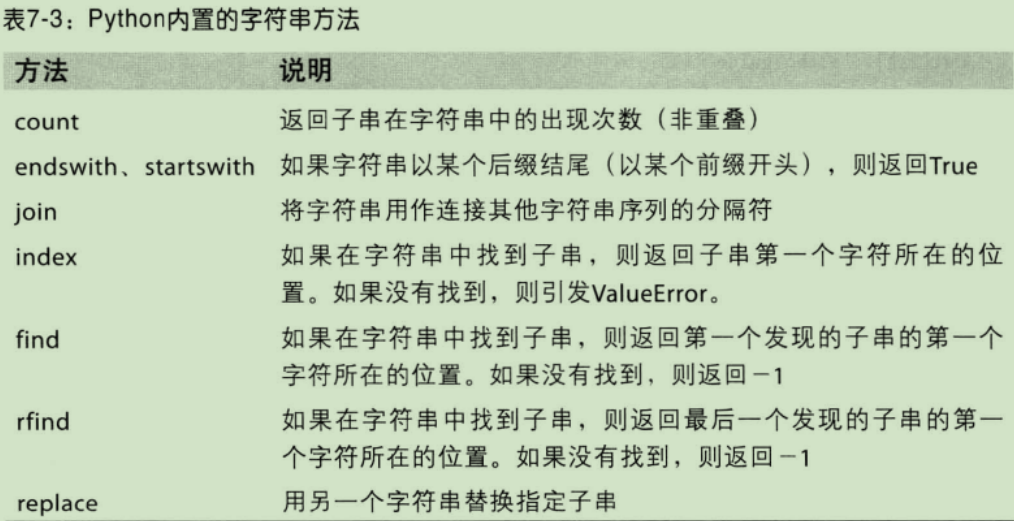 表7-3：Python内置的字符串方法
方法 说明
count 返回子串在字符串中的出现次数（非重叠）
endswith、startswith 如果字符串以某个后缀结尾（以某个前缀开头），则返回True
join 将字符串用作连接其他字符串序列的分隔符
index 如果在字符串中找到子串，则返回子串第一个字符所在的位
置。如果没有找到，则引发ValueError。
find 如果在字符串中找到子串，则返回第一个发现的子串的第一个
字符所在的位置。如果没有找到，则返回－1
rfind 如果在字符串中找到子串，则返回最后一个发现的子串的第一
个字符所在的位置。如果没有找到，则返回－1
replace 用另一个字符串替换指定子串